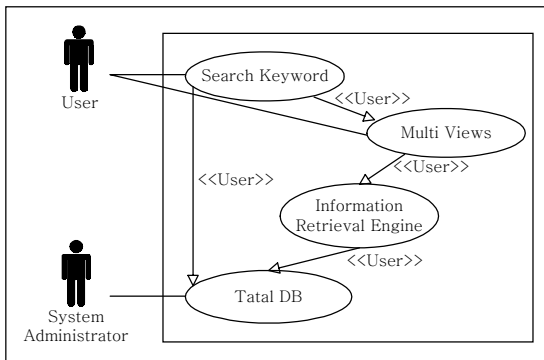 Search Keyword
User
<<User>>
Multi Views
<<User>>
<<User>>
Information
Retrieval Engine
<<User>>
Tatal DB
System
Administrator